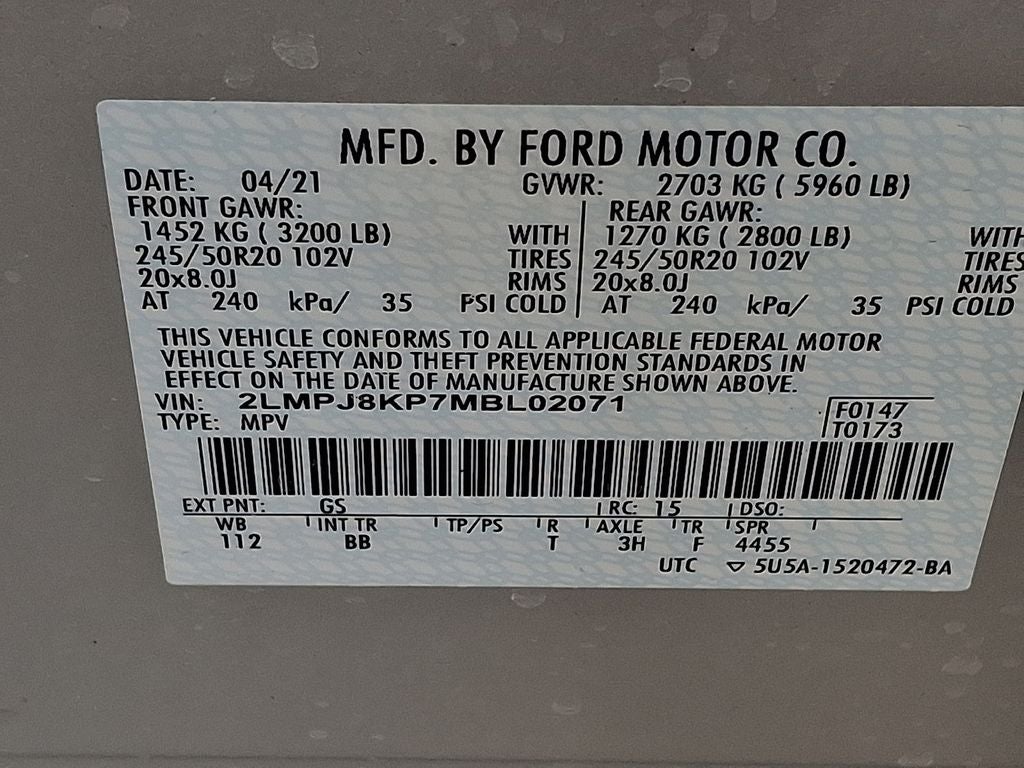 MFD. BY FORD MOTOR CO.
DATE: 04/21 GVWR: 2703 KG ( 5960 LB)
FRONT GAWR: REAR GAWR:
1452 KG ( 3200 LB) WITH 1270 KG ( 2800 LB) WITH
245/50R20 102V TIRES 245/50R20 102V TIRES
20x8.0J RIMS 20x8.0J RIMS
AT 240 kPa/ 35 PSI COLD AT 240 kPa/ 35 PSI COLD
THIS VEHICLE CONFORMS TO ALL APPLICABLE FEDERAL MOTOR
VEHICLE SAFETY AND THEFT PREVENTION STANDARDS IN
EFFECT ON THE DATE OF MANUFACTURE SHOWN ABOVE.
VIN: 2LMPJ8KP7MBL02071 F0147
TYPE: MPV T0173
EXT PNT: GS RC: 15 DSO:
WB INT TR TP/PS R AXLE TR SPR
112 BB T 3H F 4455
UTC ▽ 5U5A-1520472-BA